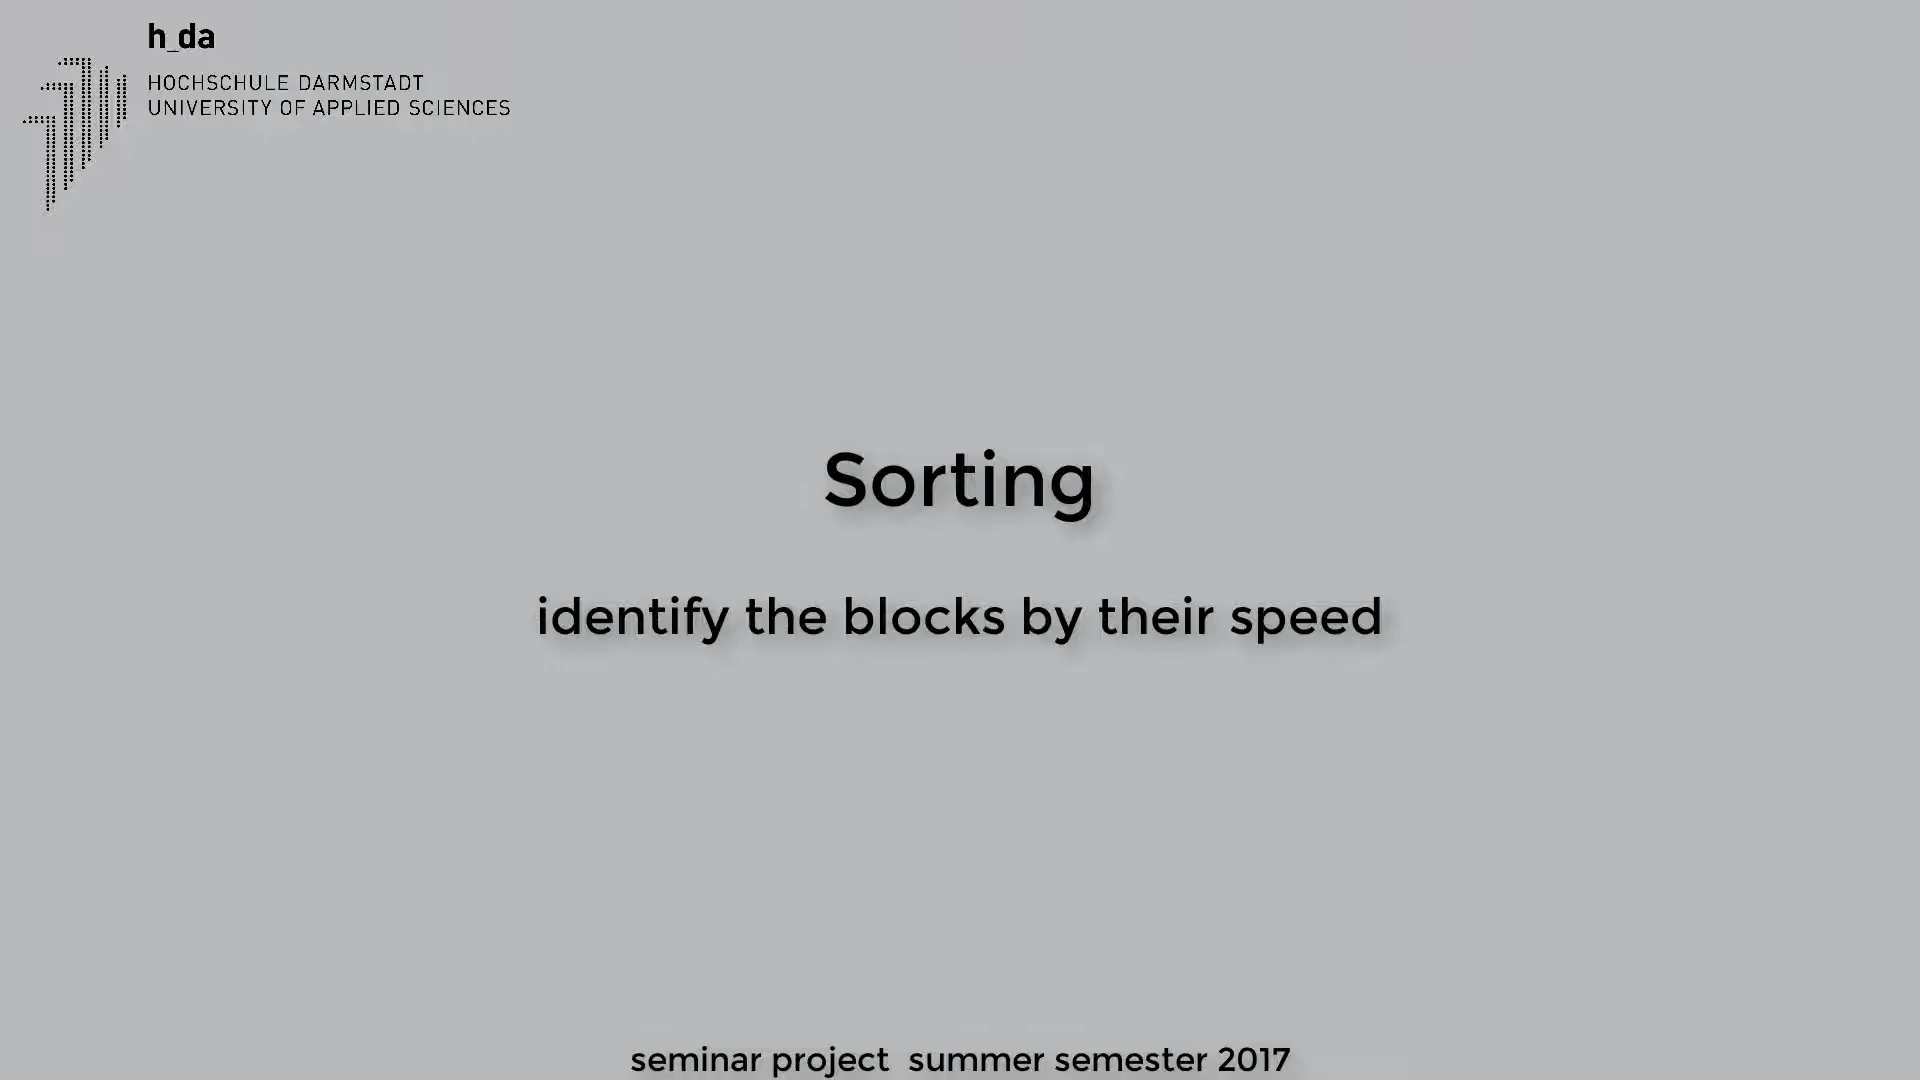 h_da
HOCHSCHULE DARMSTADT
UNIVERSITY OF APPLIED SCIENCES
Sorting
identify the blocks by their speed
seminar project summer semester 2017